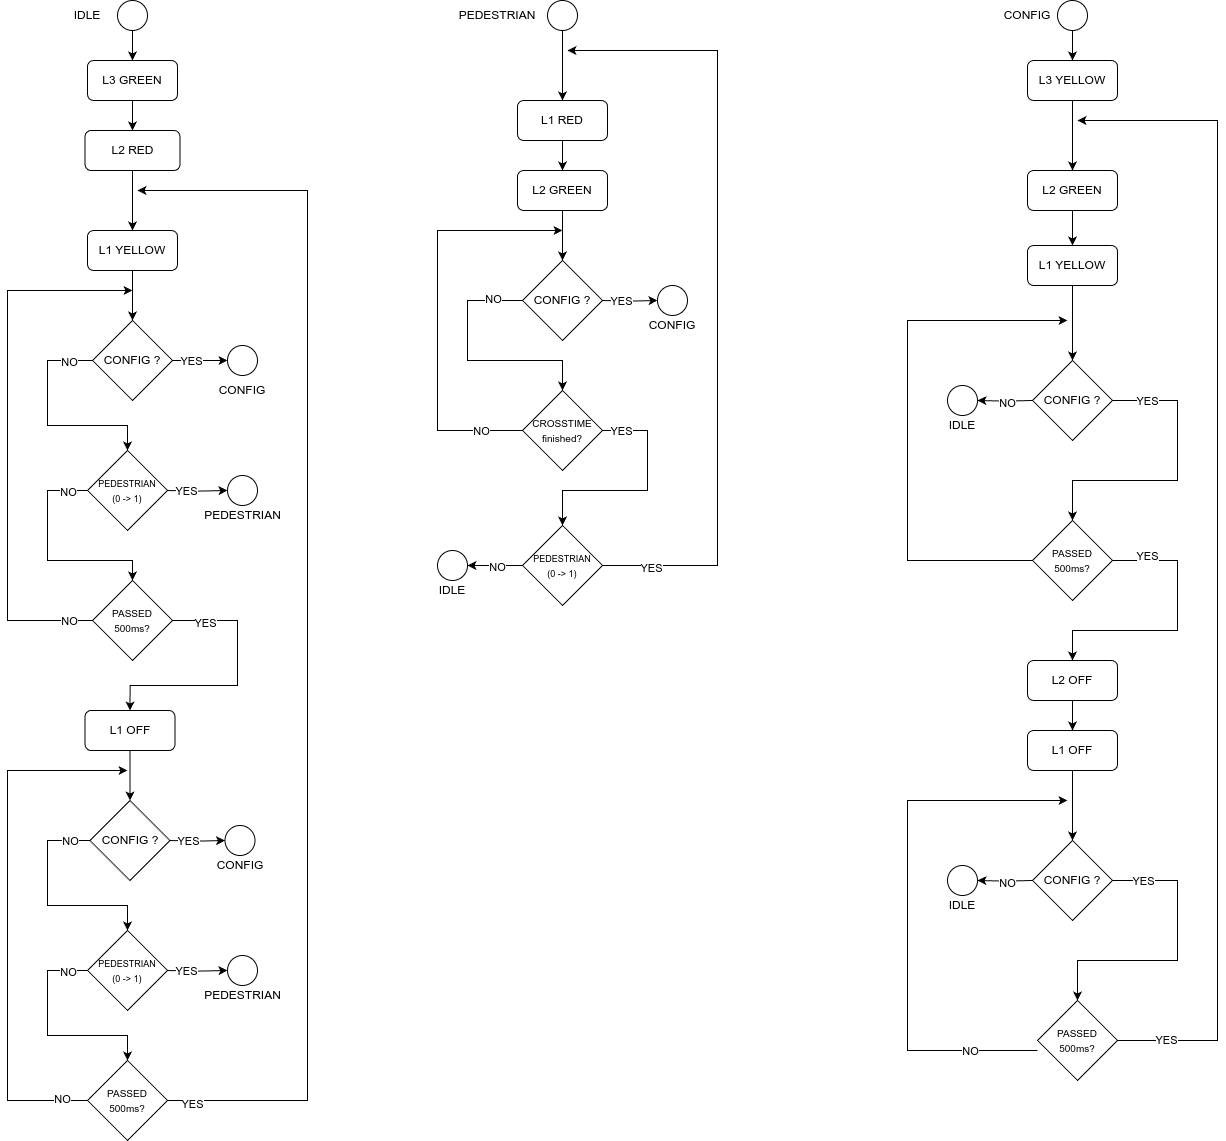 IDLE
L3 GREEN
L2 RED
L1 YELLOW
CONFIG ?
NO
YES
CONFIG
PEDESTRIAN
(0 -> 1)
NO
YES
PEDESTRIAN
PASSED
500ms?
NO
YES
L1 OFF
CONFIG ?
NO
YES
CONFIG
PEDESTRIAN
(0 -> 1)
NO
YES
PEDESTRIAN
PASSED
500ms?
NO
YES
PEDESTRIAN
L1 RED
L2 GREEN
CONFIG ?
NO
YES
CONFIG
CROSSTIME
finished?
NO
YES
PEDESTRIAN
(0 -> 1)
NO
YES
IDLE
CONFIG
L3 YELLOW
L2 GREEN
L1 YELLOW
CONFIG ?
NO
YES
IDLE
PASSED
500ms?
YES
L2 OFF
L1 OFF
CONFIG ?
NO
YES
IDLE
PASSED
500ms?
NO
YES